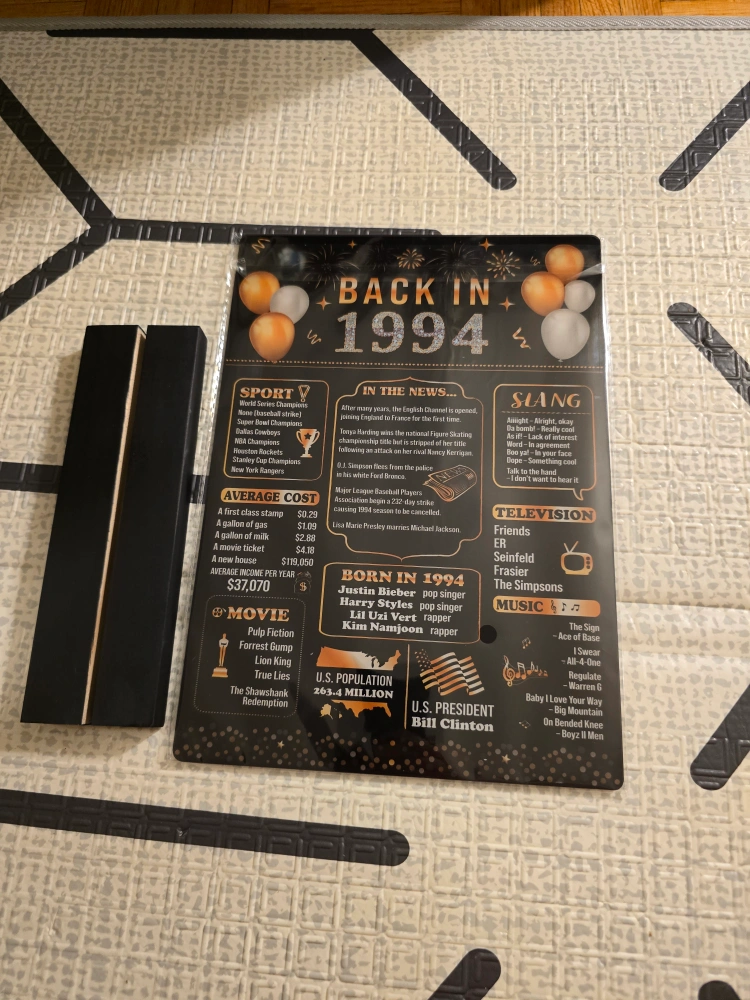 BACK IN
1994
SPORT
World Series Champions
None (baseball strike)
Super Bowl Champions
Dallas Cowboys
NBA Champions
Houston Rockets
Stanley Cup Champions
New York Rangers
AVERAGE COST
A first class stamp $0.29
A gallon of gas $1.09
A gallon of milk $2.88
A movie ticket $4.18
A new house $119,050
AVERAGE INCOME PER YEAR
$37,070
$
MOVIE
Pulp Fiction
Forrest Gump
Lion King
True Lies
The Shawshank
Redemption
IN THE NEWS...
After many years, the English Channel is opened,
joining England to France for the first time.
Tonya Harding wins the national Figure Skating
championship title but is stripped of her title
following an attack on her rival Nancy Kerrigan.
O.J. Simpson flees from the police
in his white Ford Bronco.
NEWS
Major League Baseball Players
Association begin a 232-day strike
causing 1994 season to be cancelled.
Lisa Marie Presley marries Michael Jackson.
BORN IN 1994
Justin Bieber pop singer
Harry Styles pop singer
Lil Uzi Vert rapper
Kim Namjoon rapper
U.S. POPULATION
263.4 MILLION
U.S. PRESIDENT
Bill Clinton
SLANG
Aiiight - Alright, okay
Da bomb! - Really cool
As if! - Lack of interest
Word - In agreement
Boo ya! - In your face
Dope - Something cool
Talk to the hand
- I don't want to hear it
TELEVISION
Friends
ER
Seinfeld
Frasier
The Simpsons
MUSIC
The Sign
- Ace of Base
I Swear
- All-4-One
Regulate
- Warren G
Baby I Love Your Way
- Big Mountain
On Bended Knee
- Boyz II Men